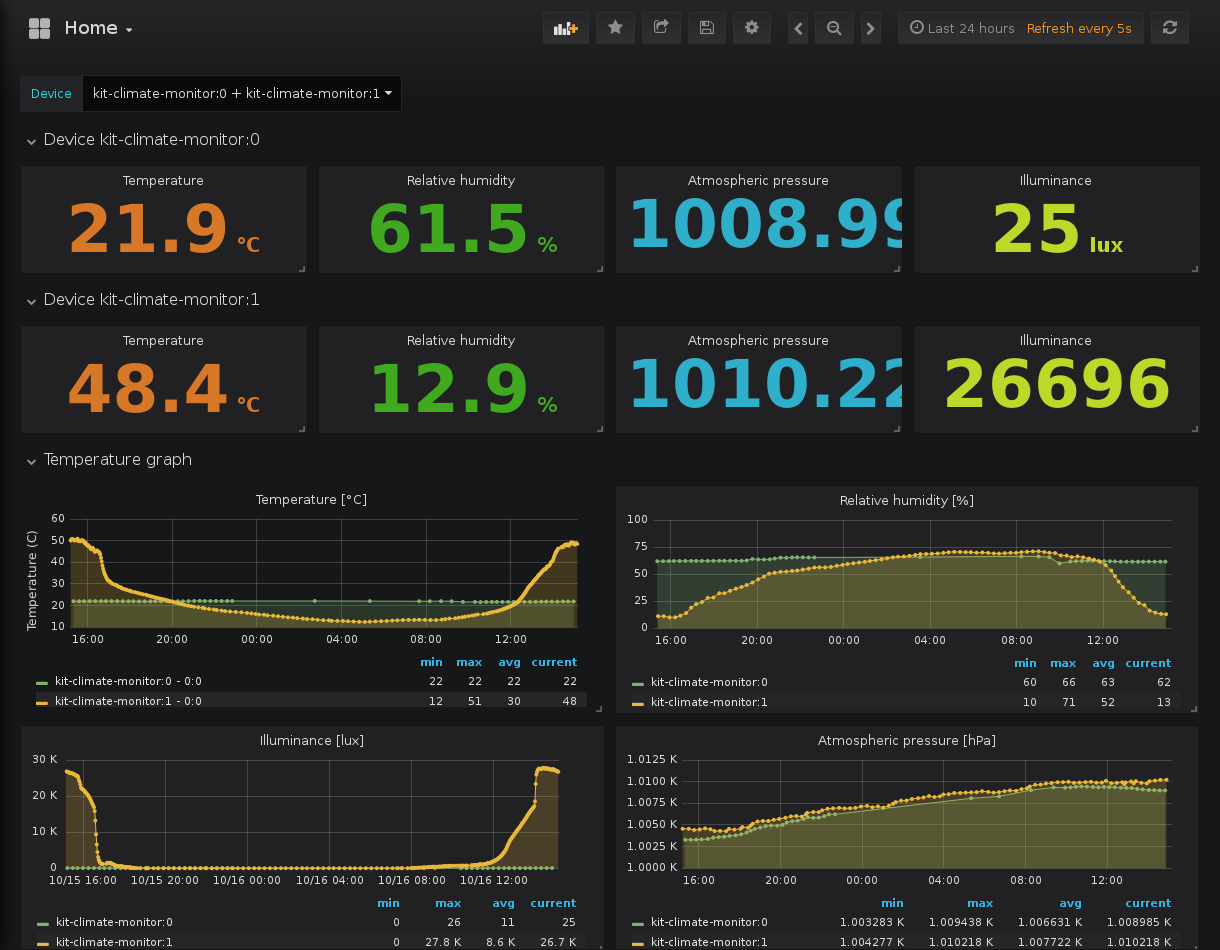 Home
Last 24 hours Refresh every 5s
Device kit-climate-monitor:0 + kit-climate-monitor:1
Device kit-climate-monitor:0
Temperature Relative humidity Atmospheric pressure Illuminance
21.9 °C 61.5 % 1008.99 25 lux
Device kit-climate-monitor:1
Temperature Relative humidity Atmospheric pressure Illuminance
48.4 °C 12.9 % 1010.22 26696
Temperature graph
Temperature [°C]
Temperature (C)
60
50
40
30
20
10
16:00 20:00 00:00 04:00 08:00 12:00
min max avg current
kit-climate-monitor:0 - 0:0 22 22 22 22
kit-climate-monitor:1 - 0:0 12 51 30 48
Relative humidity [%]
100
75
50
25
0
16:00 20:00 00:00 04:00 08:00 12:00
min max avg current
kit-climate-monitor:0 60 66 63 62
kit-climate-monitor:1 10 71 52 13
Illuminance [lux]
30 K
20 K
10 K
0
10/15 16:00 10/15 20:00 10/16 00:00 10/16 04:00 10/16 08:00 10/16 12:00
min max avg current
kit-climate-monitor:0 0 26 11 25
kit-climate-monitor:1 0 27.8 K 8.6 K 26.7 K
Atmospheric pressure [hPa]
1.0125 K
1.0100 K
1.0075 K
1.0050 K
1.0025 K
1.0000 K
16:00 20:00 00:00 04:00 08:00 12:00
min max avg current
kit-climate-monitor:0 1.003283 K 1.009438 K 1.006631 K 1.008985 K
kit-climate-monitor:1 1.004277 K 1.010218 K 1.007722 K 1.010218 K